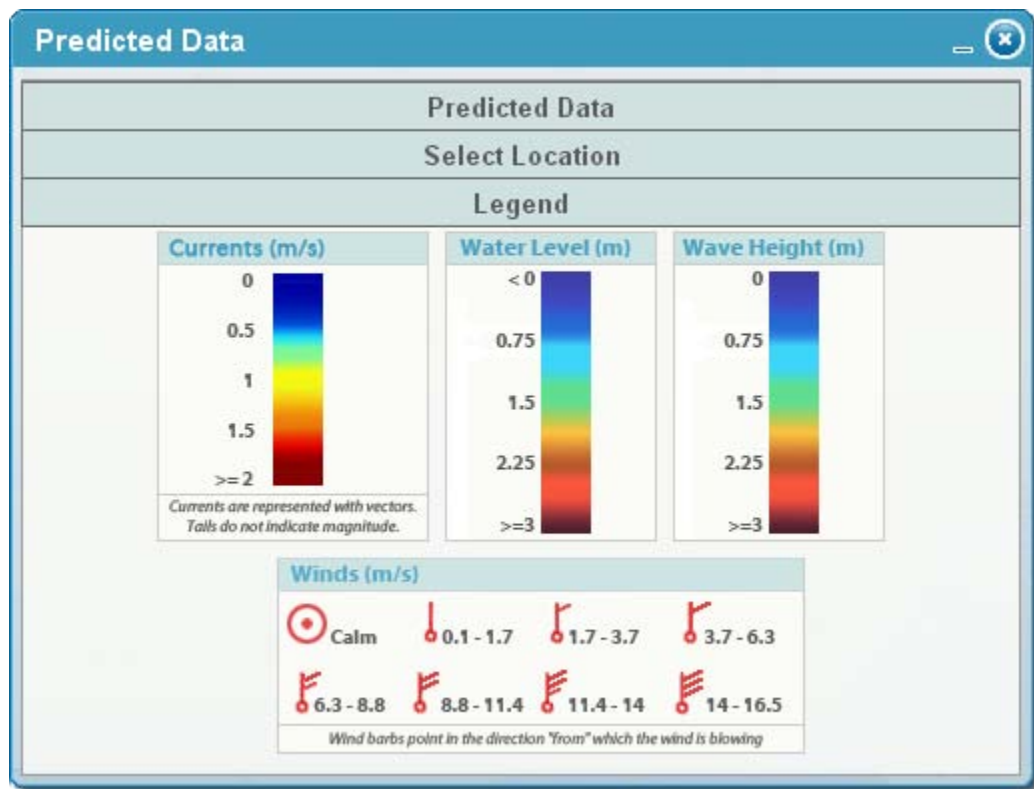 Predicted Data
Predicted Data
Select Location
Legend
Currents (m/s)
0
0.5
1
1.5
>= 2
Currents are represented with vectors.
Tails do not indicate magnitude.
Water Level (m)
< 0
0.75
1.5
2.25
>=3
Wave Height (m)
0
0.75
1.5
2.25
>=3
Winds (m/s)
Calm 0.1 - 1.7 1.7 - 3.7 3.7 - 6.3
6.3 - 8.8 8.8 - 11.4 11.4 - 14 14 - 16.5
Wind barbs point in the direction "from" which the wind is blowing